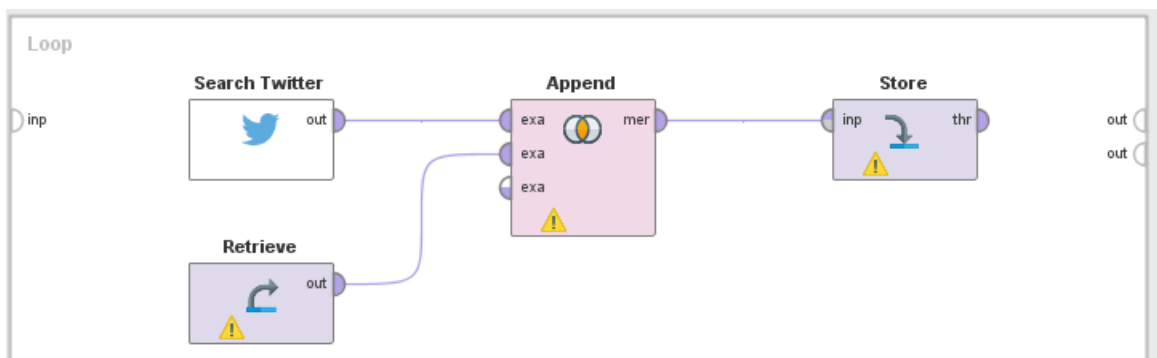 Loop
Search Twitter
Append
Store
inp
out
exa
mer
inp
thr
out
exa
out
exa
Retrieve
out